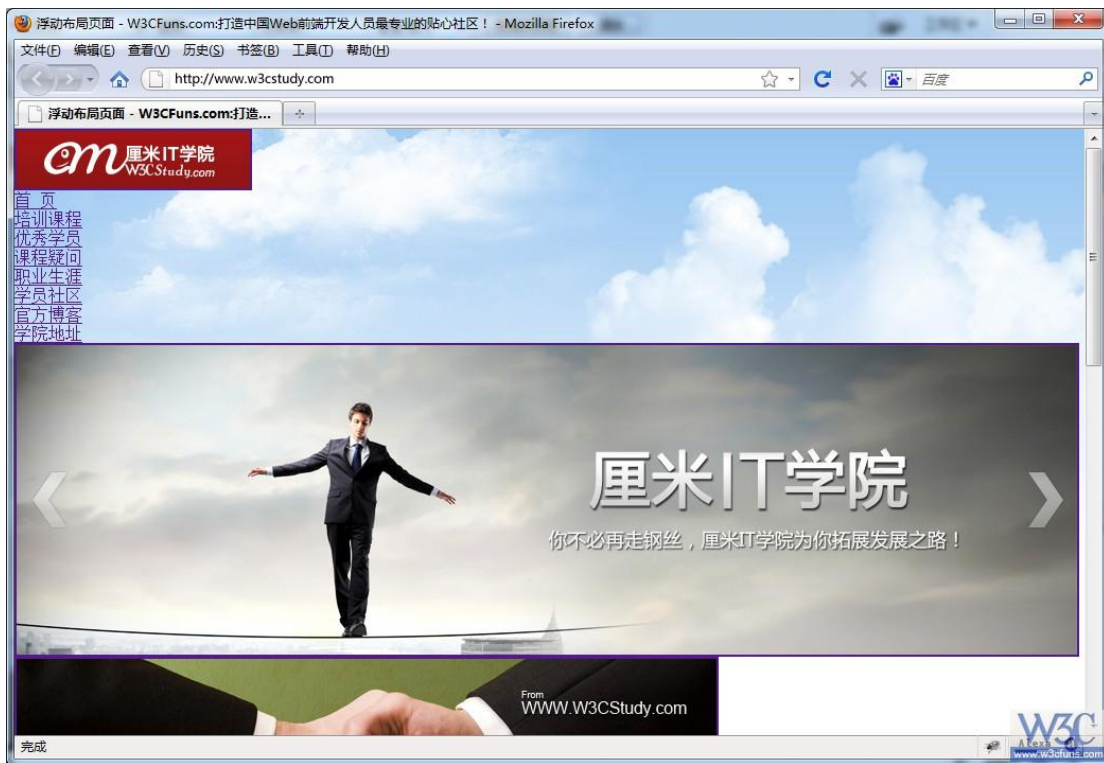 浮动布局页面 - W3CFuns.com:打造中国Web前端开发人员最专业的贴心社区！ - Mozilla Firefox
文件(F) 编辑(E) 查看(V) 历史(S) 书签(B) 工具(T) 帮助(H)
http://www.w3cstudy.com
百度
浮动布局页面 - W3CFuns.com:打造...
厘米IT学院
W3CStudy.com
首 页
培训课程
优秀学员
课程疑问
职业生涯
学员社区
官方博客
学院地址
厘米IT学院
你不必再走钢丝，厘米IT学院为你拓展发展之路！
From
WWW.W3CStudy.com
完成
W3C
Alexa
www.w3cfuns.com